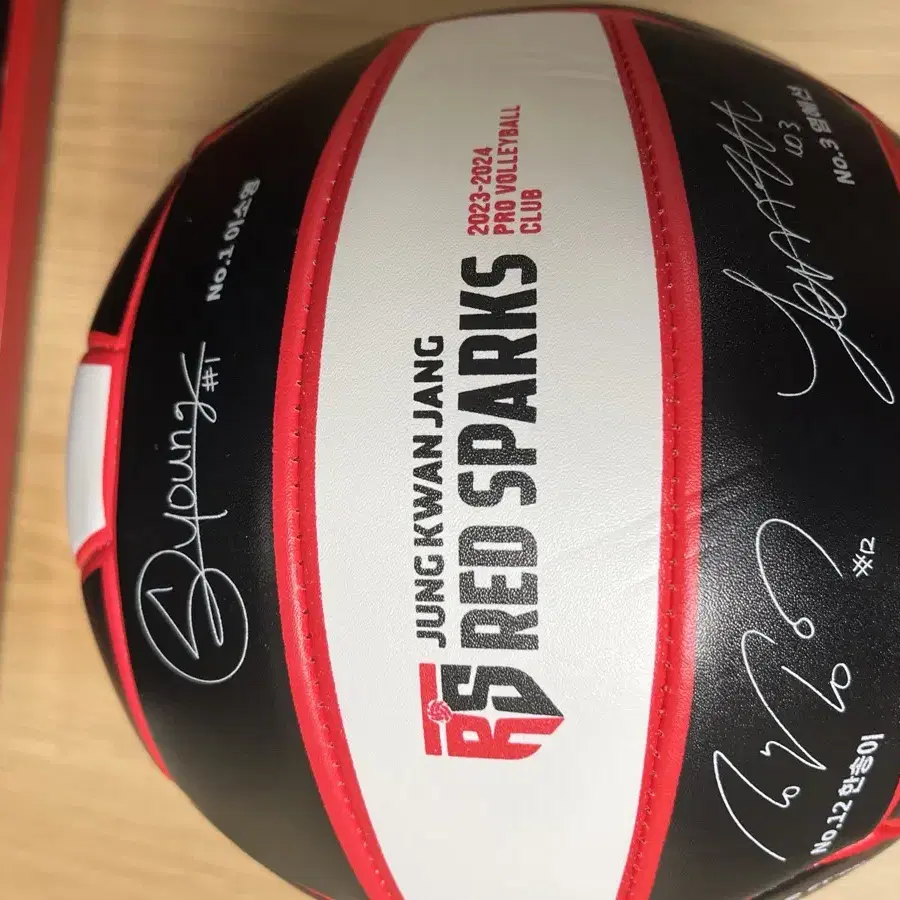 No.1 이소영
#1
JUNG KWAN JANG
RS RED SPARKS
2023-2024
PRO VOLLEYBALL
CLUB
No.3 염혜선
No.12 한송이
#12